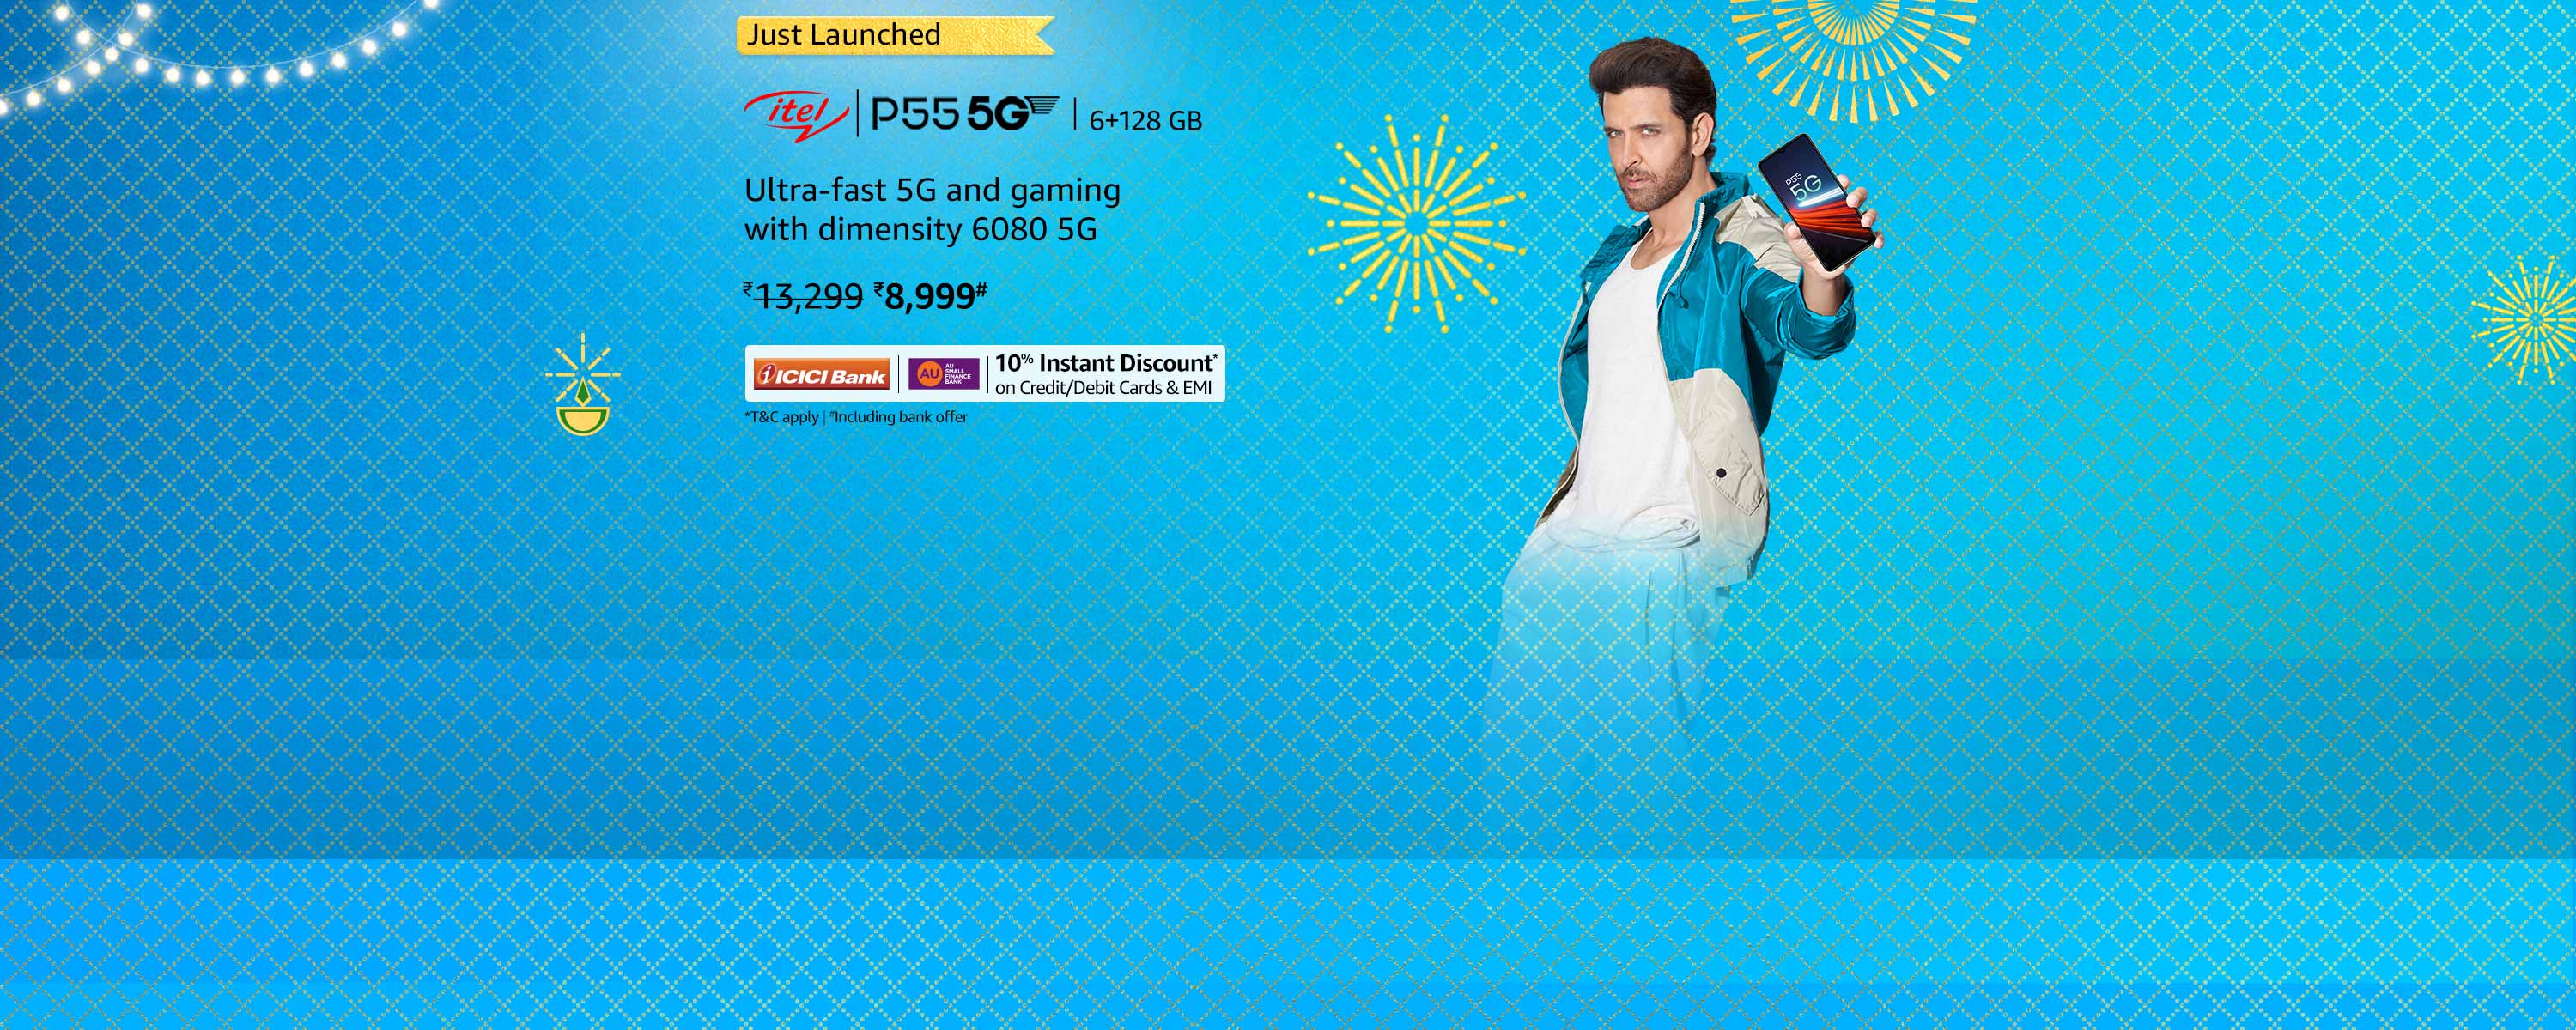 Just Launched
itel | P55 5G | 6+128 GB
Ultra-fast 5G and gaming
with dimensity 6080 5G
₹13,299 ₹8,999#
ICICI Bank | AU AU SMALL FINANCE BANK | 10% Instant Discount*
on Credit/Debit Cards & EMI
*T&C apply | #Including bank offer
P55
5G